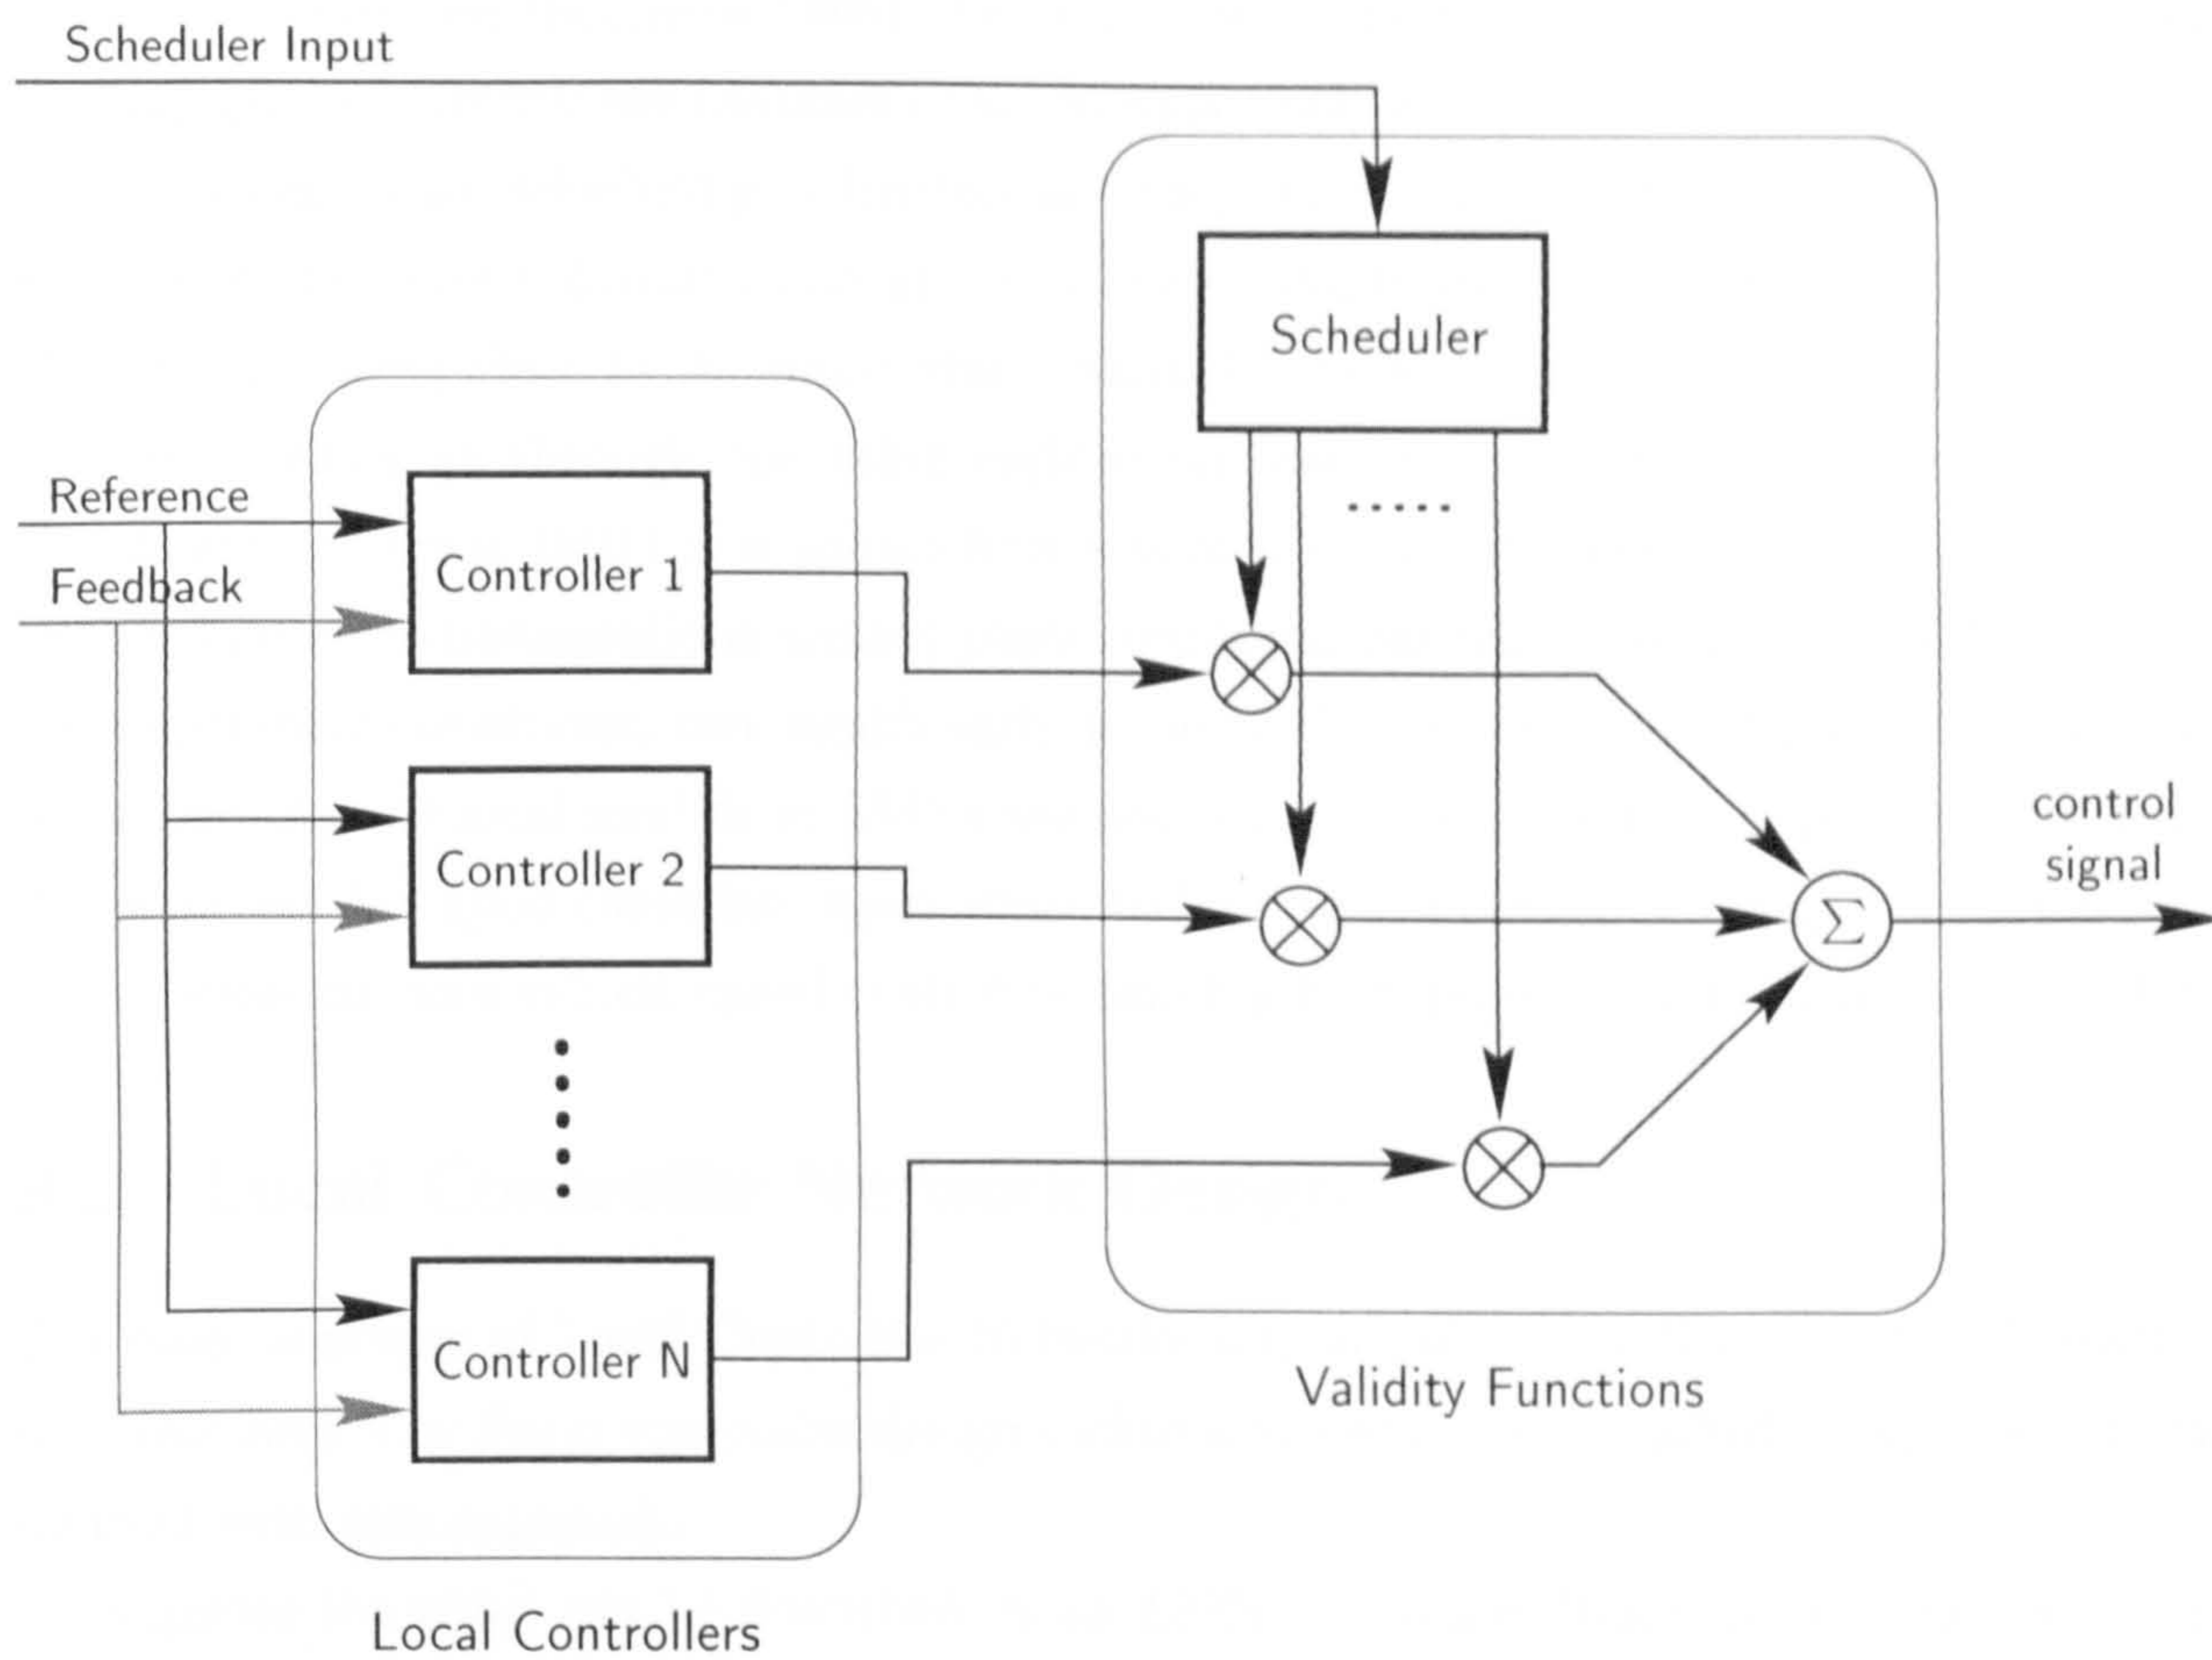 Scheduler Input
Scheduler
Reference
Feedback
Controller 1
Controller 2
Controller N
Σ
control
signal
Validity Functions
Local Controllers